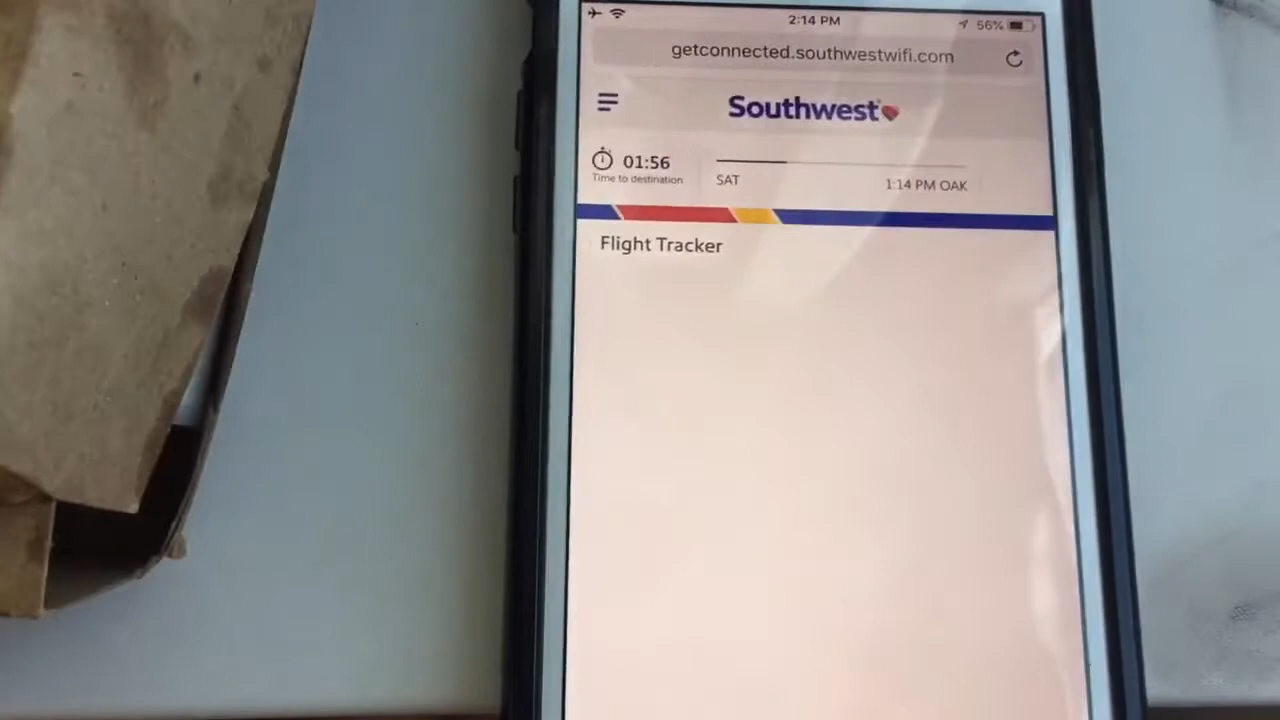 2:14 PM 56%
getconnected.southwestwifi.com
Southwest
01:56
Time to destination
SAT 1:14 PM OAK
Flight Tracker